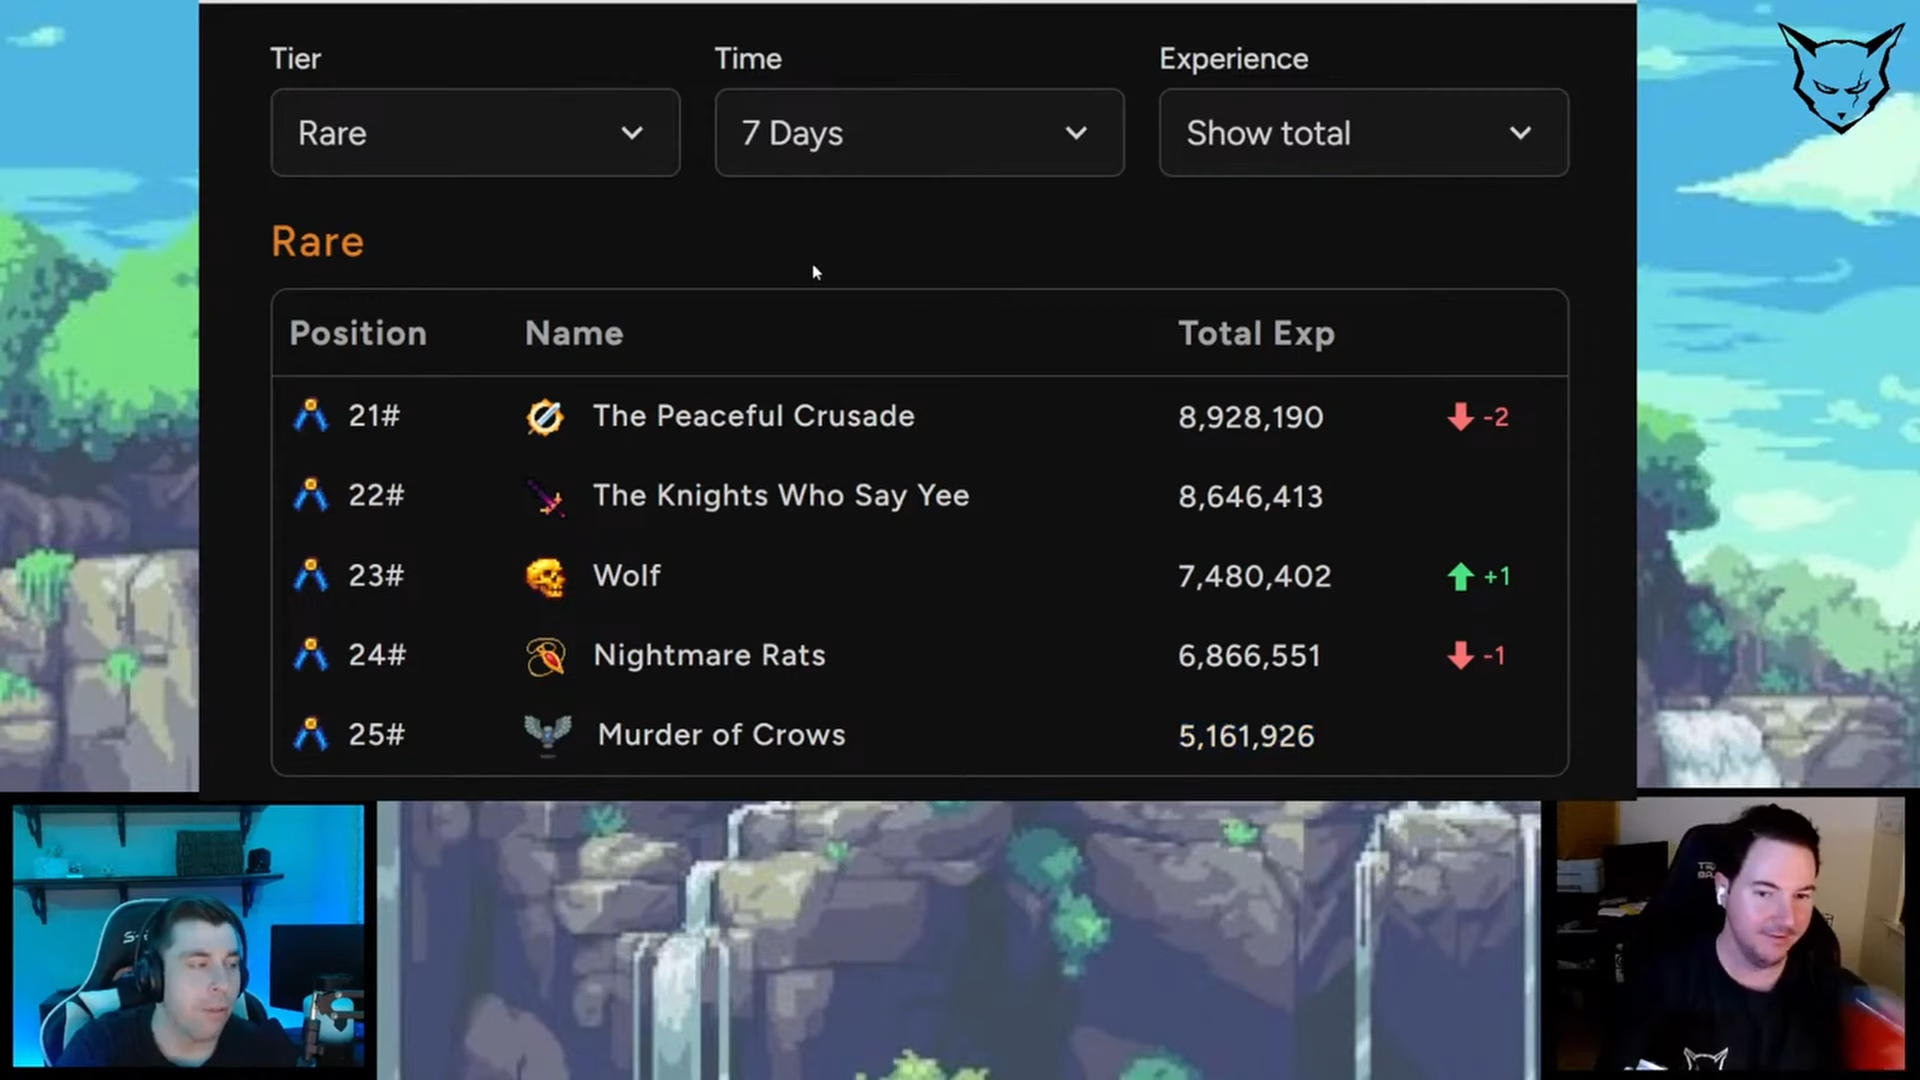 Tier Time Experience
Rare 7 Days Show total
Rare
Position Name Total Exp
21# The Peaceful Crusade 8,928,190 -2
22# The Knights Who Say Yee 8,646,413
23# Wolf 7,480,402 +1
24# Nightmare Rats 6,866,551 -1
25# Murder of Crows 5,161,926